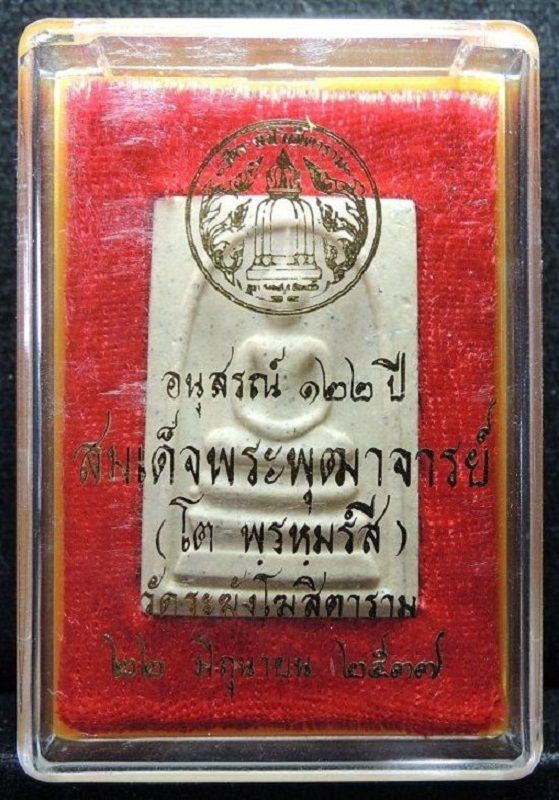 อนุสรณ์ ๑๒๒ ปี
สมเด็จพระพุฒาจารย์
( โต พฺรหฺมรํสี )
วัดระฆังโฆสิตาราม
๒๒ มิถุนายน ๒๕๓๗